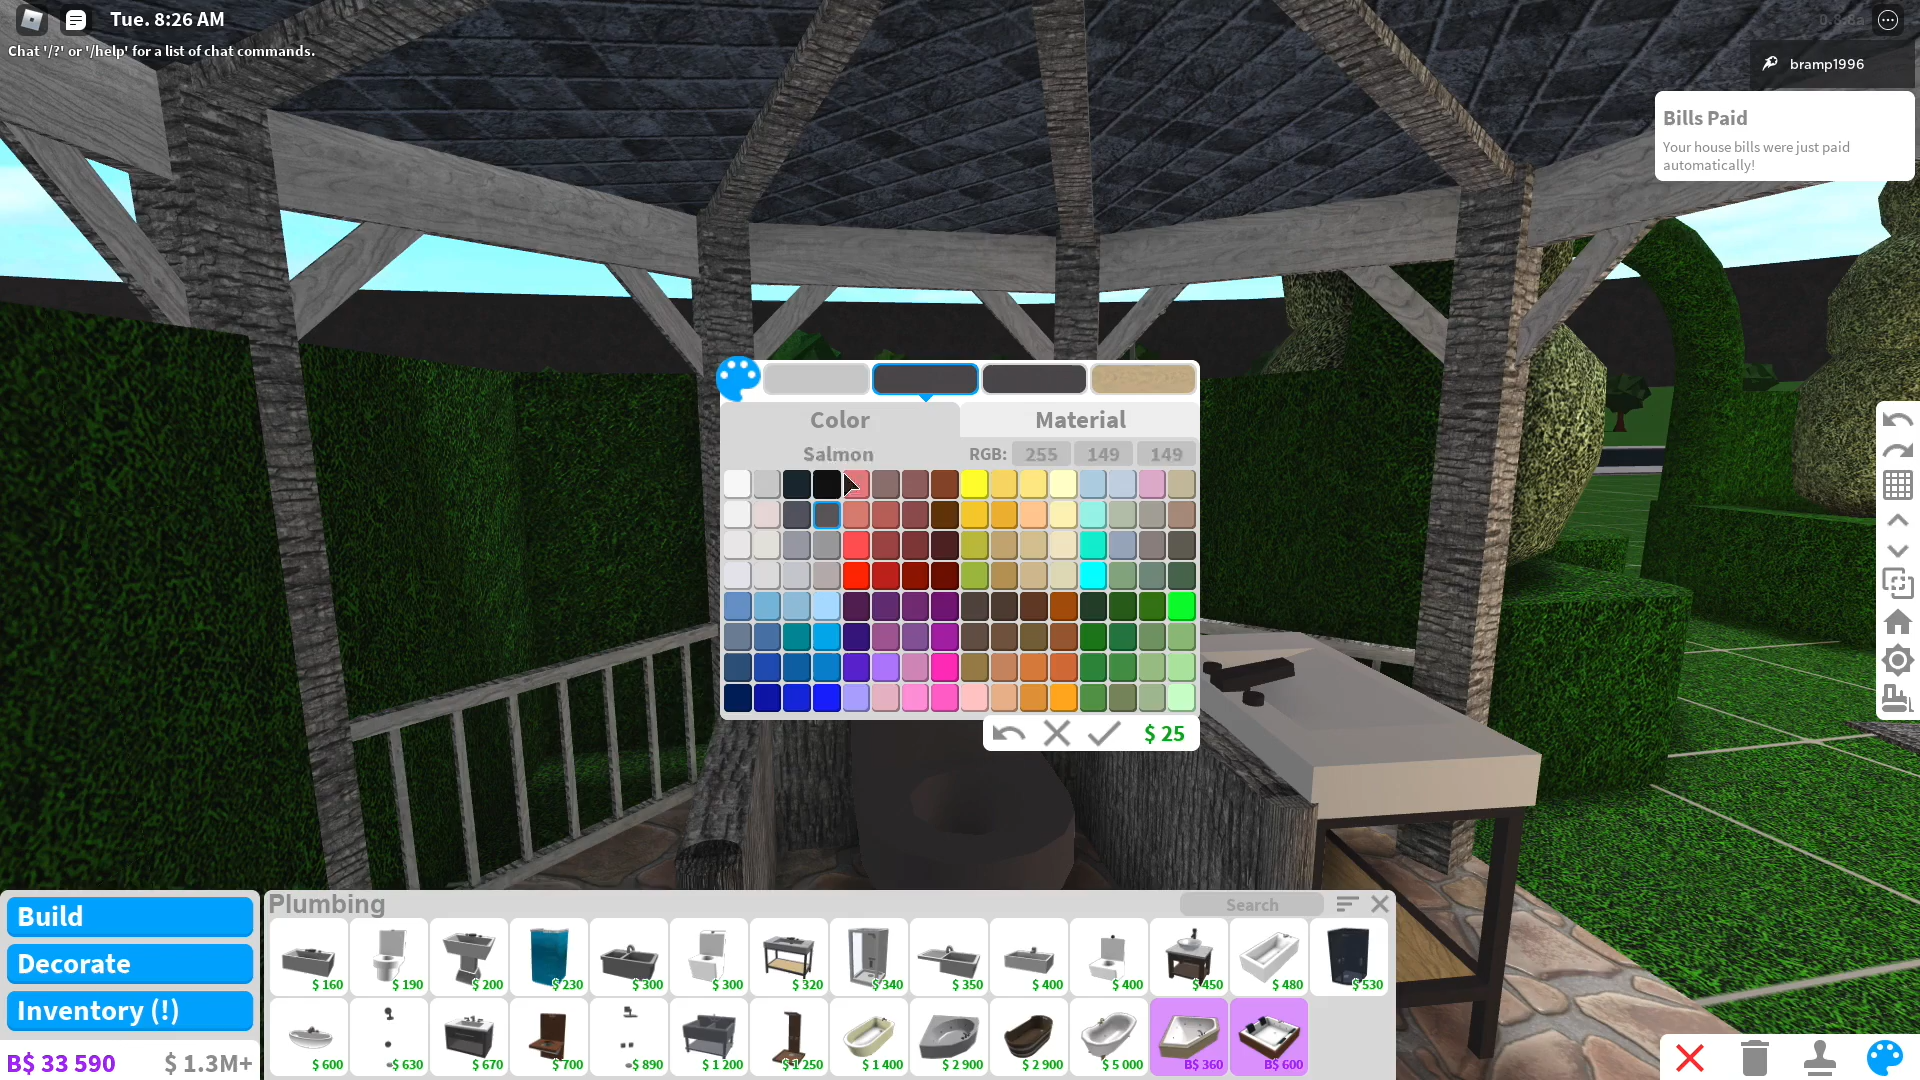 Tue. 8:26 AM
0.8.8a
Chat '/?' or '/help' for a list of chat commands.
bramp1996
Bills Paid
Your house bills were just paid
automatically!
Color
Material
Salmon
RGB: 255 149 149
$ 25
Build
Decorate
Inventory (!)
B$ 33 590
$ 1.3M+
Plumbing
Search
$ 160
$ 190
$ 200
$ 230
$ 300
$ 300
$ 320
$ 340
$ 350
$ 400
$ 400
$ 450
$ 480
$ 530
$ 600
$ 630
$ 670
$ 700
$ 890
$ 1 200
$ 1 250
$ 1 400
$ 2 900
$ 2 900
$ 5 000
B$ 360
B$ 600